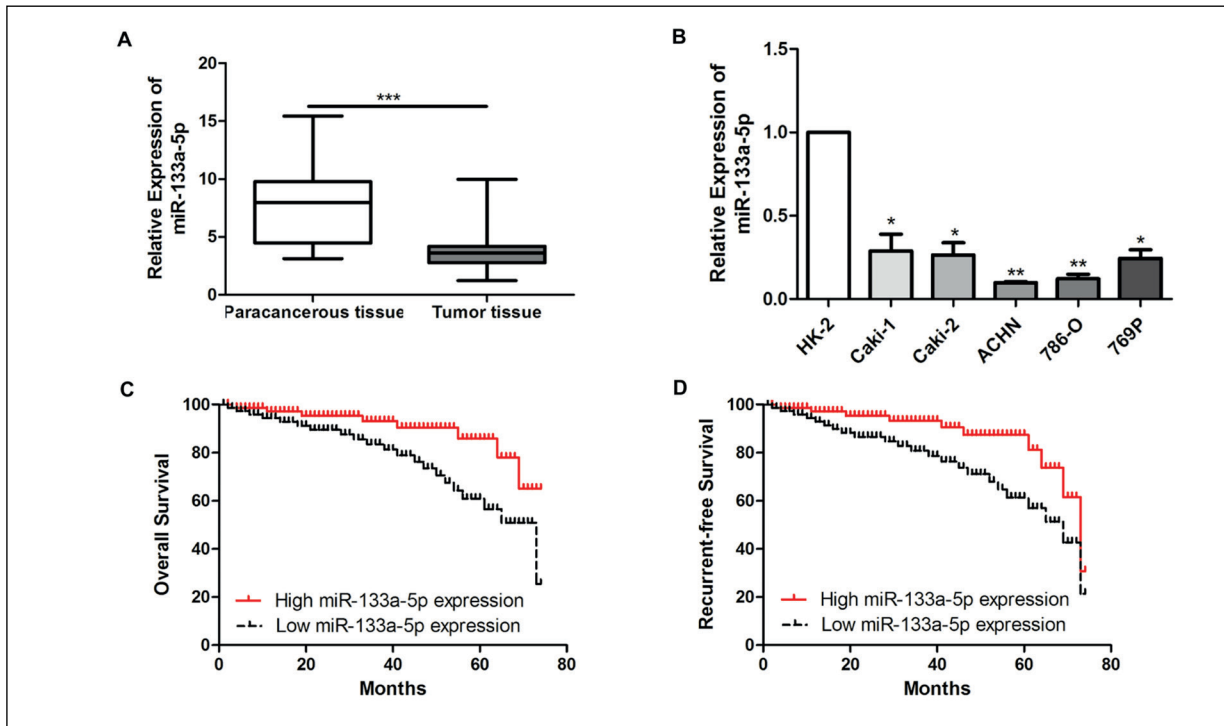 A
Relative Expression of
miR-133a-5p
20
15
10
5
0
***
Paracancerous tissue
Tumor tissue
B
Relative Expression of
miR-133a-5p
1.5
1.0
0.5
0.0
*
*
**
**
*
HK-2
Caki-1
Caki-2
ACHN
786-O
769P
C
Overall Survival
100
80
60
40
20
0
High miR-133a-5p expression
Low miR-133a-5p expression
0
20
40
60
80
Months
D
Recurrent-free Survival
100
80
60
40
20
0
High miR-133a-5p expression
Low miR-133a-5p expression
0
20
40
60
80
Months